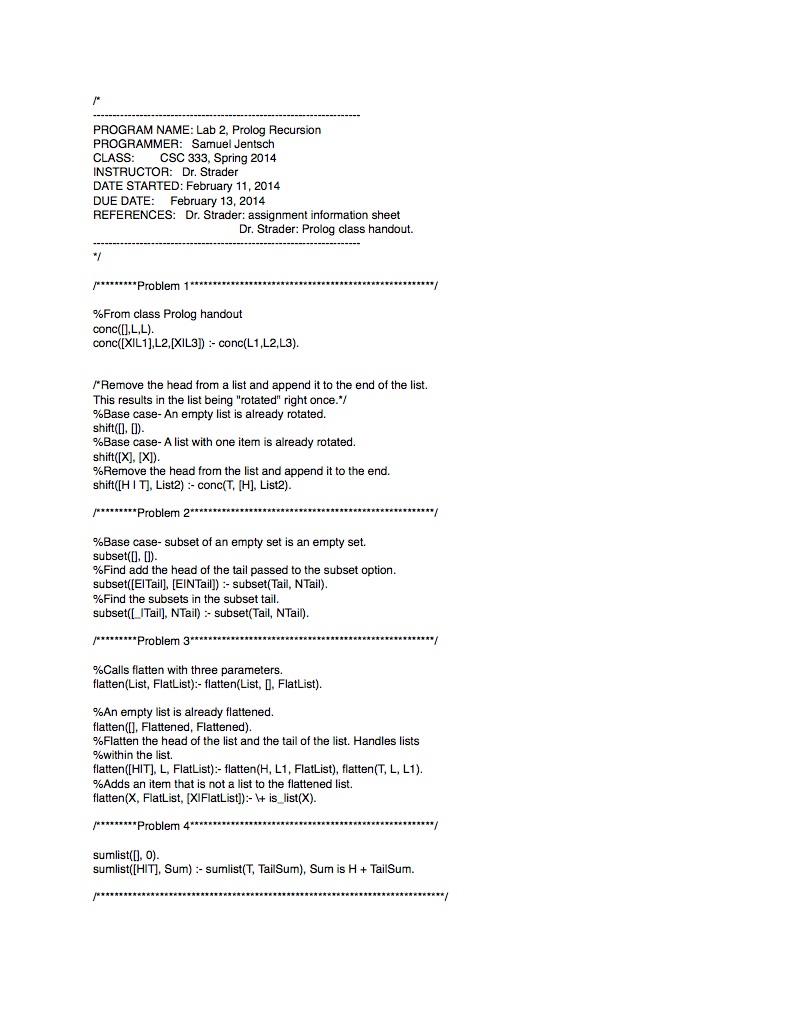 /*
--------------------------------------------------------------------
PROGRAM NAME: Lab 2, Prolog Recursion
PROGRAMMER: Samuel Jentsch
CLASS: CSC 333, Spring 2014
INSTRUCTOR: Dr. Strader
DATE STARTED: February 11, 2014
DUE DATE: February 13, 2014
REFERENCES: Dr. Strader: assignment information sheet
Dr. Strader: Prolog class handout.
--------------------------------------------------------------------
*/
/*********Problem 1******************************************************/
%From class Prolog handout
conc([],L,L).
conc([X|L1],L2,[X|L3]) :- conc(L1,L2,L3).
/*Remove the head from a list and append it to the end of the list.
This results in the list being "rotated" right once.*/
%Base case- An empty list is already rotated.
shift([], []).
%Base case- A list with one item is already rotated.
shift([X], [X]).
%Remove the head from the list and append it to the end.
shift([H | T], List2) :- conc(T, [H], List2).
/*********Problem 2******************************************************/
%Base case- subset of an empty set is an empty set.
subset([], []).
%Find add the head of the tail passed to the subset option.
subset([E|Tail], [E|NTail]) :- subset(Tail, NTail).
%Find the subsets in the subset tail.
subset([_|Tail], NTail) :- subset(Tail, NTail).
/*********Problem 3******************************************************/
%Calls flatten with three parameters.
flatten(List, FlatList):- flatten(List, [], FlatList).
%An empty list is already flattened.
flatten([], Flattened, Flattened).
%Flatten the head of the list and the tail of the list. Handles lists
%within the list.
flatten([H|T], L, FlatList):- flatten(H, L1, FlatList), flatten(T, L, L1).
%Adds an item that is not a list to the flattened list.
flatten(X, FlatList, [X|FlatList]):- \+ is_list(X).
/*********Problem 4******************************************************/
sumlist([], 0).
sumlist([H|T], Sum) :- sumlist(T, TailSum), Sum is H + TailSum.
/*****************************************************************************/